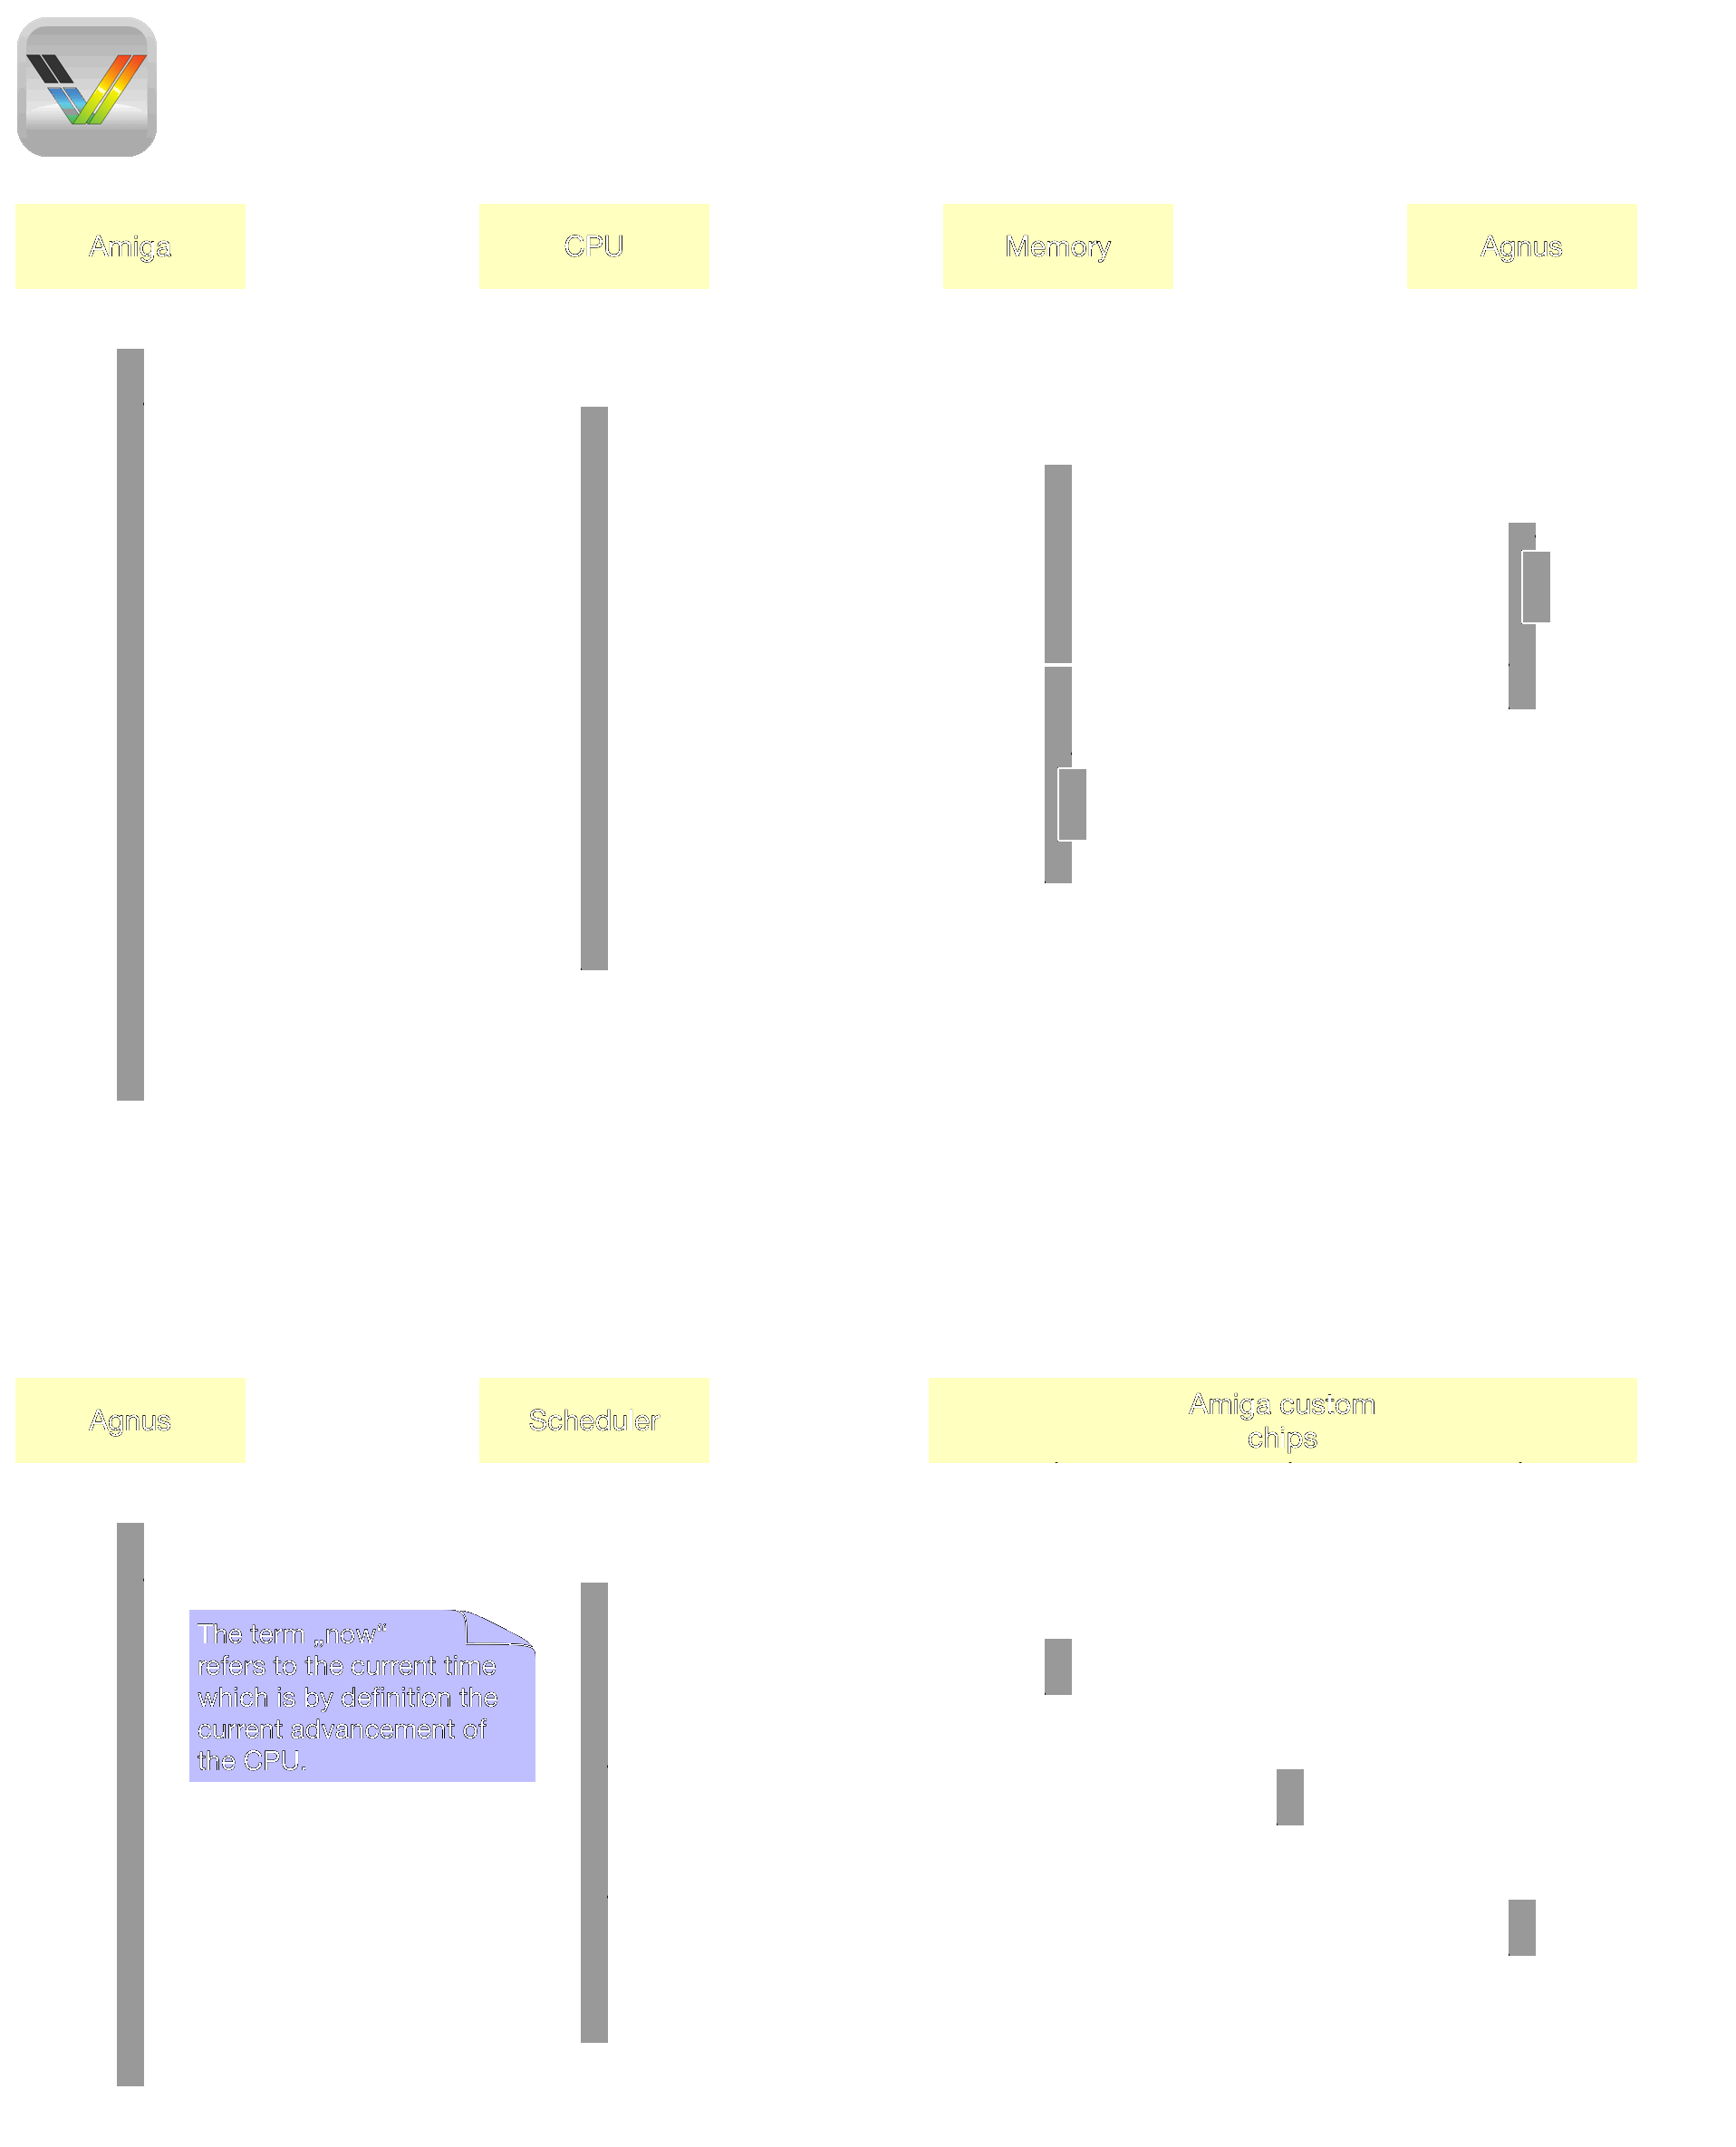 Amiga
CPU
Memory
Agnus
Agnus
Scheduler
Amiga custom
chips
The term „now“
refers to the current time
which is by definition the
current advancement of
the CPU.